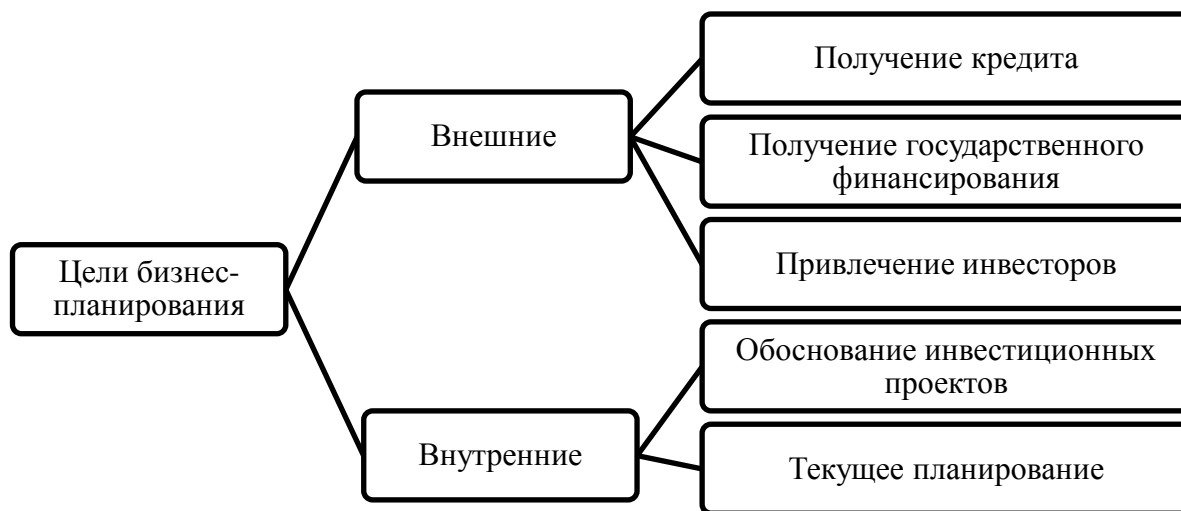 Цели бизнес-
планирования
Внешние
Получение кредита
Получение государственного
финансирования
Привлечение инвесторов
Внутренние
Обоснование инвестиционных
проектов
Текущее планирование